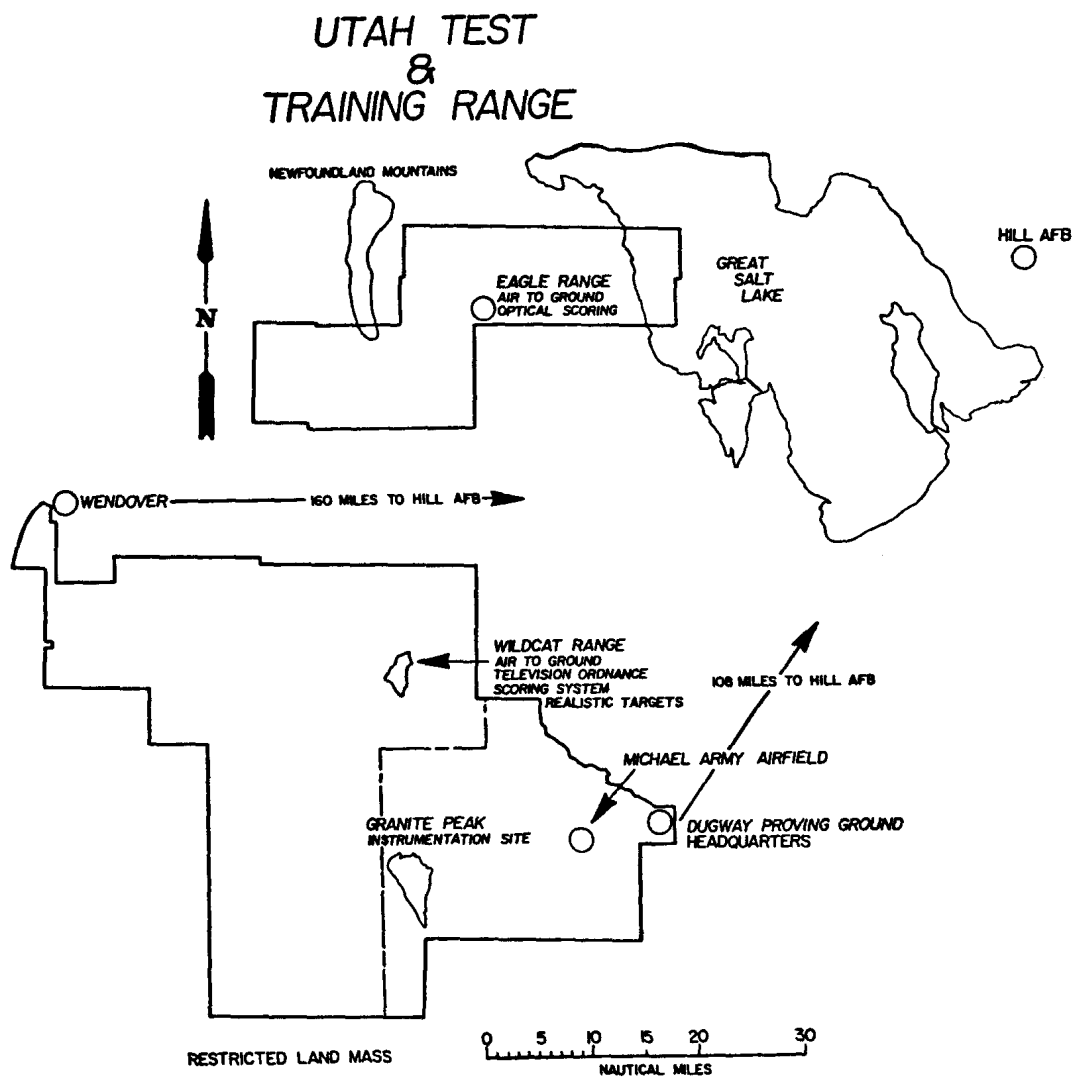 UTAH TEST
&
TRAINING RANGE
NEWFOUNDLAND MOUNTAINS
HILL AFB
GREAT
SALT
LAKE
EAGLE RANGE
AIR TO GROUND
OPTICAL SCORING
N
WENDOVER
160 MILES TO HILL AFB
WILDCAT RANGE
AIR TO GROUND
TELEVISION ORDNANCE
SCORING SYSTEM
REALISTIC TARGETS
108 MILES TO HILL AFB
MICHAEL ARMY AIRFIELD
GRANITE PEAK
INSTRUMENTATION SITE
DUGWAY PROVING GROUND
HEADQUARTERS
RESTRICTED LAND MASS
0 5 10 15 20 30
NAUTICAL MILES